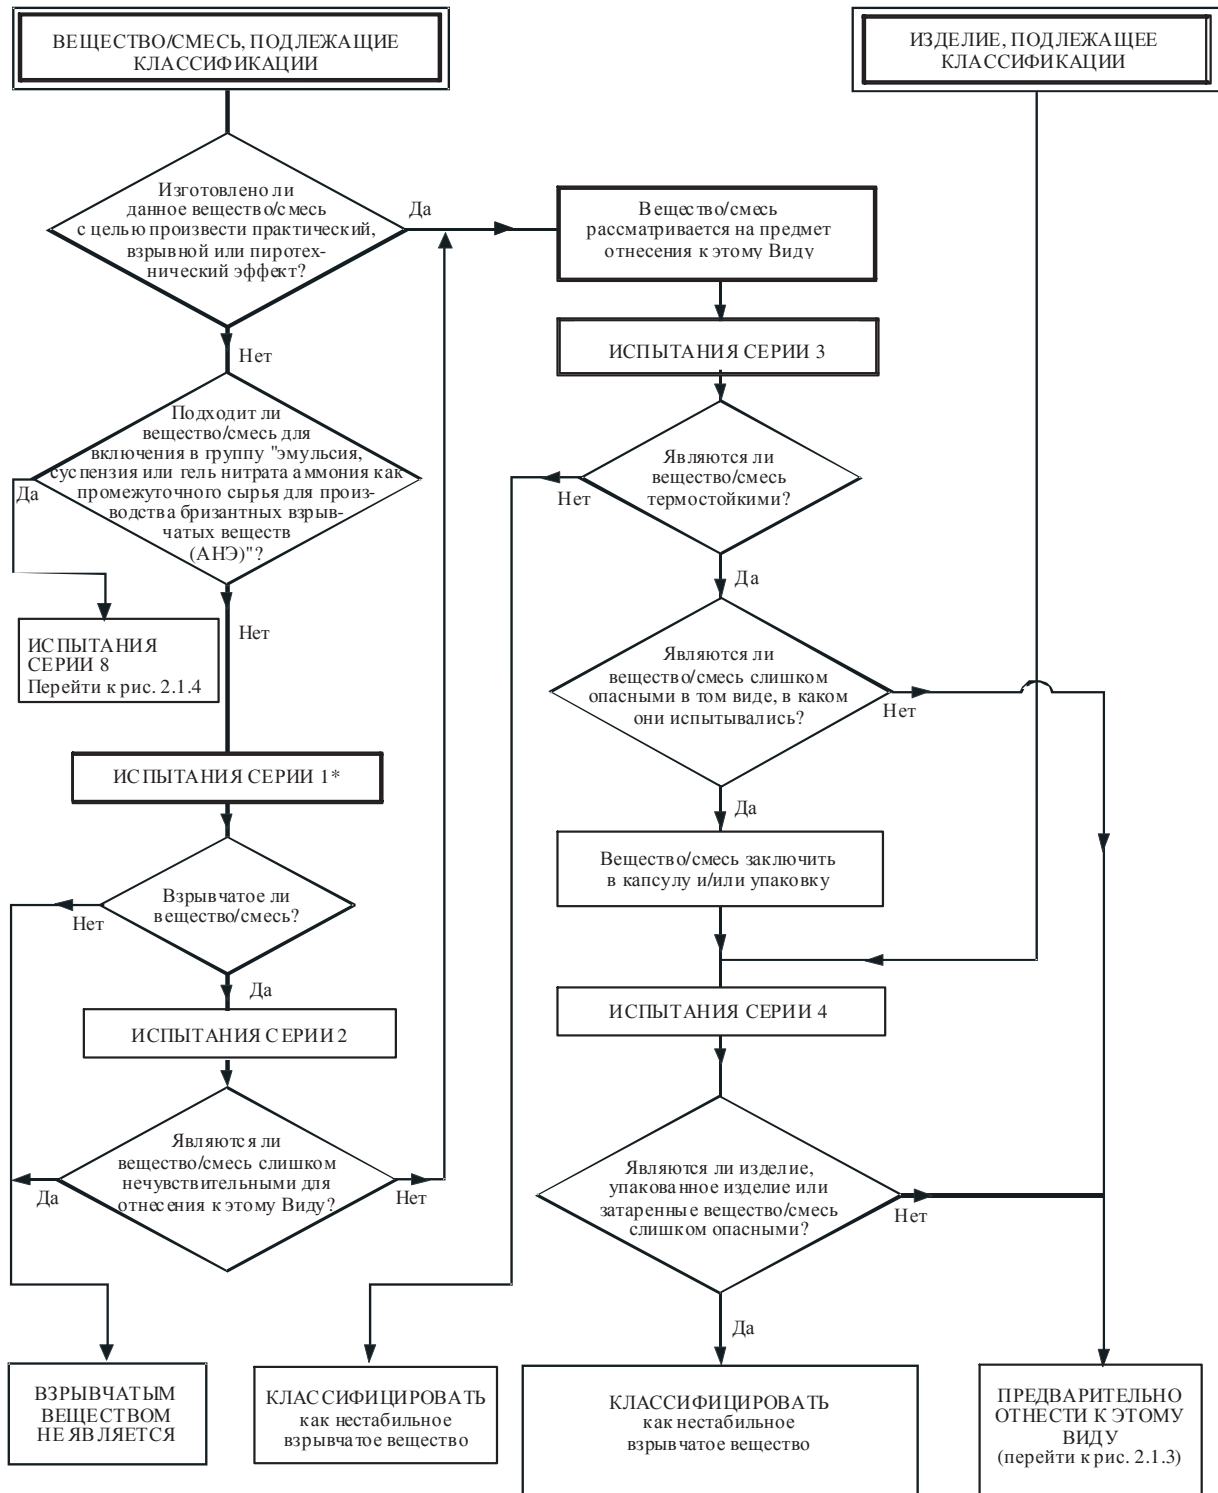 ВЕЩЕСТВО/СМЕСЬ, ПОДЛЕЖАЩИЕ
КЛАССИФИКАЦИИ
ИЗДЕЛИЕ, ПОДЛЕЖАЩЕЕ
КЛАССИФИКАЦИИ
Изготовлено ли
данное вещество/смесь
с целью произвести практический,
взрывной или пиротех-
нический эффект?
Да
Нет
Вещество/смесь
рассматривается на предмет
отнесения к этому Виду
ИСПЫТАНИЯ СЕРИИ 3
Подходит ли
вещество/смесь для
включения в группу "эмульсия,
суспензия или гель нитрата аммония как
промежуточного сырья для произ-
водства бризантных взрыв-
чатых веществ
(АНЭ)"?
Да
Нет
ИСПЫТАНИЯ
СЕРИИ 8
Перейти к рис. 2.1.4
Являются ли
вещество/смесь
термостойкими?
Нет
Да
Являются ли
вещество/смесь слишком
опасными в том виде, в каком
они испытывались?
Нет
Да
ИСПЫТАНИЯ СЕРИИ 1*
Вещество/смесь заключить
в капсулу и/или упаковку
Взрывчатое ли
вещество/смесь?
Нет
Да
ИСПЫТАНИЯ СЕРИИ 2
ИСПЫТАНИЯ СЕРИИ 4
Являются ли
вещество/смесь слишком
нечувствительными для
отнесения к этому Виду?
Да
Нет
Являются ли изделие,
упакованное изделие или
затаренные вещество/смесь
слишком опасными?
Нет
Да
ВЗРЫВЧАТЫМ
ВЕЩЕСТВОМ
НЕ ЯВЛЯЕТСЯ
КЛАССИФИЦИРОВАТЬ
как нестабильное
взрывчатое вещество
КЛАССИФИЦИРОВАТЬ
как нестабильное
взрывчатое вещество
ПРЕДВАРИТЕЛЬНО
ОТНЕСТИ К ЭТОМУ
ВИДУ
(перейти к рис. 2.1.3)